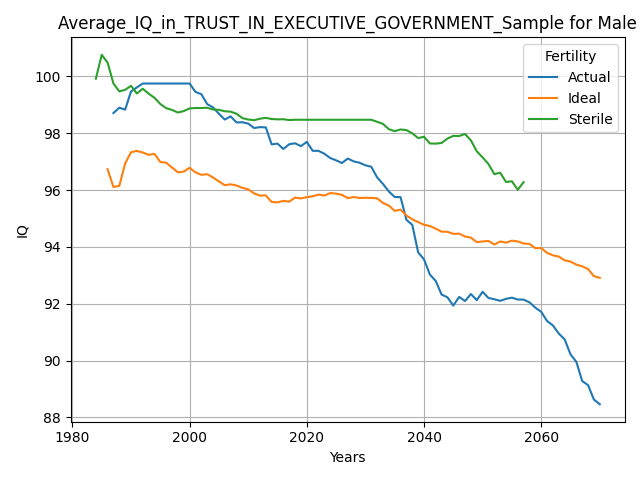 Average_IQ_in_TRUST_IN_EXECUTIVE_GOVERNMENT_Sample for Male
Fertility
Actual
Ideal
Sterile
IQ
100
98
96
94
92
90
88
1980
2000
2020
2040
2060
Years